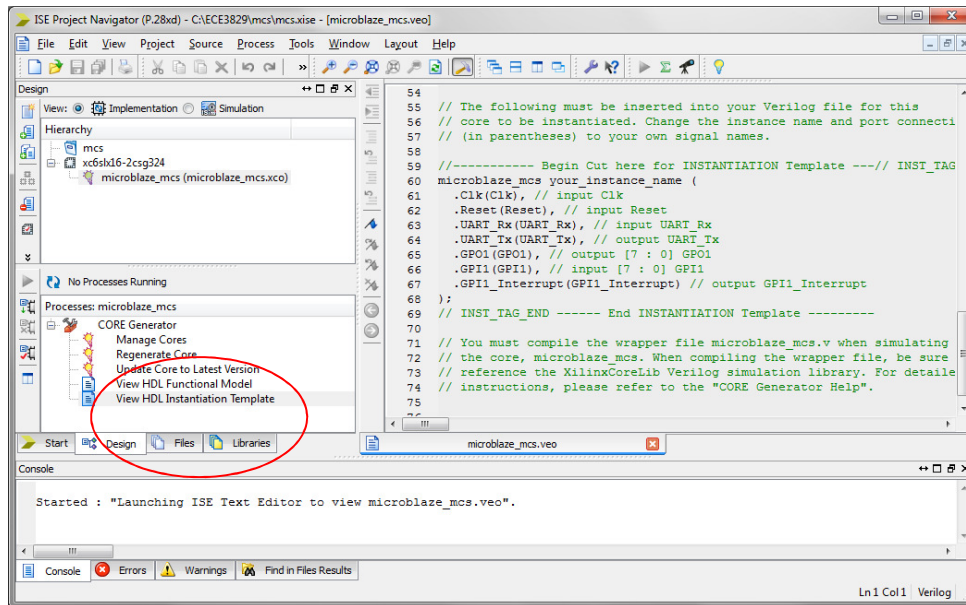 ISE Project Navigator (P.28xd) - C:\ECE3829\mcs\mcs.xise - [microblaze_mcs.veo]
File Edit View Project Source Process Tools Window Layout Help
Design
View: Implementation Simulation
Hierarchy
mcs
xc6slx16-2csg324
microblaze_mcs (microblaze_mcs.xco)
No Processes Running
Processes: microblaze_mcs
CORE Generator
Manage Cores
Regenerate Core
Update Core to Latest Version
View HDL Functional Model
View HDL Instantiation Template
Start Design Files Libraries
54
55 // The following must be inserted into your Verilog file for this
56 // core to be instantiated. Change the instance name and port connecti
57 // (in parentheses) to your own signal names.
58
59 //----------- Begin Cut here for INSTANTIATION Template ---// INST_TAG
60 microblaze_mcs your_instance_name (
61 .Clk(Clk), // input Clk
62 .Reset(Reset), // input Reset
63 .UART_Rx(UART_Rx), // input UART_Rx
64 .UART_Tx(UART_Tx), // output UART_Tx
65 .GPO1(GPO1), // output [7 : 0] GPO1
66 .GPI1(GPI1), // input [7 : 0] GPI1
67 .GPI1_Interrupt(GPI1_Interrupt) // output GPI1_Interrupt
68 );
69 // INST_TAG_END ------ End INSTANTIATION Template ---------
70
71 // You must compile the wrapper file microblaze_mcs.v when simulating
72 // the core, microblaze_mcs. When compiling the wrapper file, be sure
73 // reference the XilinxCoreLib Verilog simulation library. For detaile
74 // instructions, please refer to the "CORE Generator Help".
75
76
microblaze_mcs.veo
Console
Started : "Launching ISE Text Editor to view microblaze_mcs.veo".
Console Errors Warnings Find in Files Results
Ln 1 Col 1 Verilog